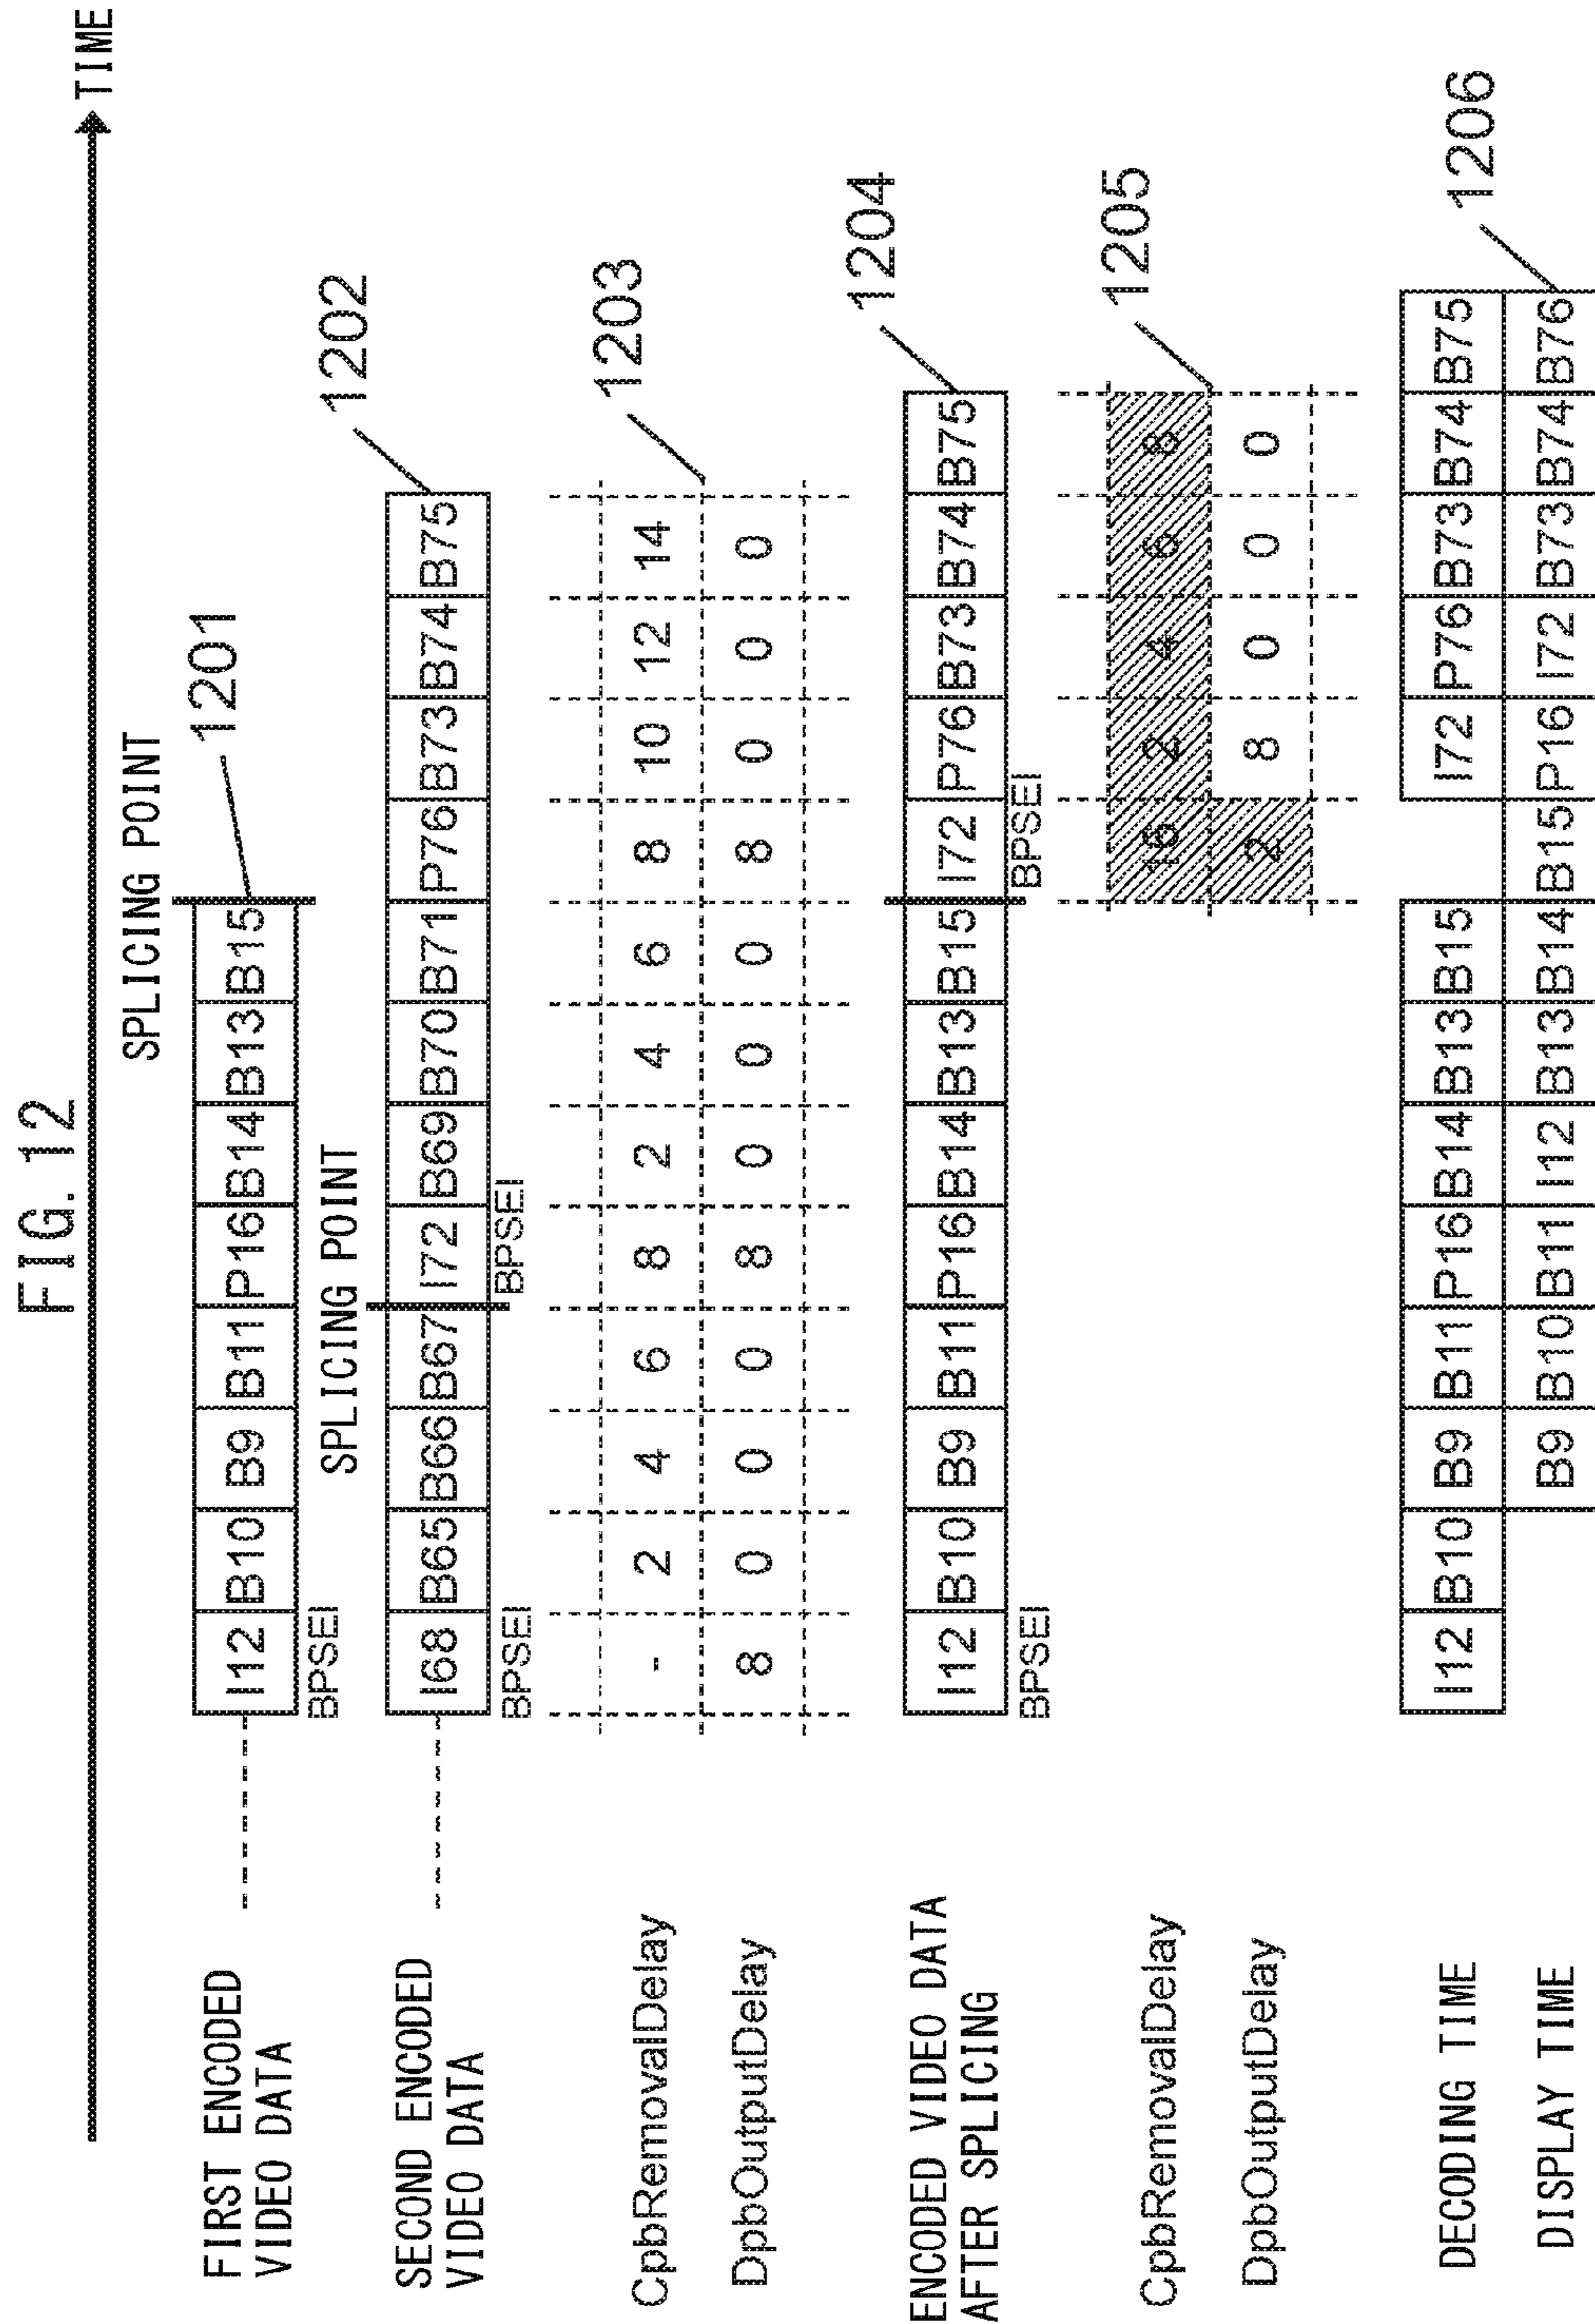 FIG. 12
TIME
SPLICING POINT
1201
FIRST ENCODED
VIDEO DATA
I12 B10 B9 B11 P16 B14 B13 B15
BPSEI
SPLICING POINT
1202
SECOND ENCODED
VIDEO DATA
I68 B65 B66 B67 I72 B69 B70 B71 P76 B73 B74 B75
BPSEI BPSEI
1203
CpbRemovalDelay - 2 4 6 8 2 4 6 8 10 12 14
DpbOutputDelay 8 0 0 0 8 0 0 0 8 0 0 0
1204
ENCODED VIDEO DATA
AFTER SPLICING
I12 B10 B9 B11 P16 B14 B13 B15 I72 P76 B73 B74 B75
BPSEI BPSEI
1205
CpbRemovalDelay 16 2 4 6 8
DpbOutputDelay 2 8 0 0 0
1206
DECODING TIME I12 B10 B9 B11 P16 B14 B13 B15 I72 P76 B73 B74 B75
DISPLAY TIME B9 B10 B11 I12 B13 B14 B15 P16 I72 B73 B74 B76